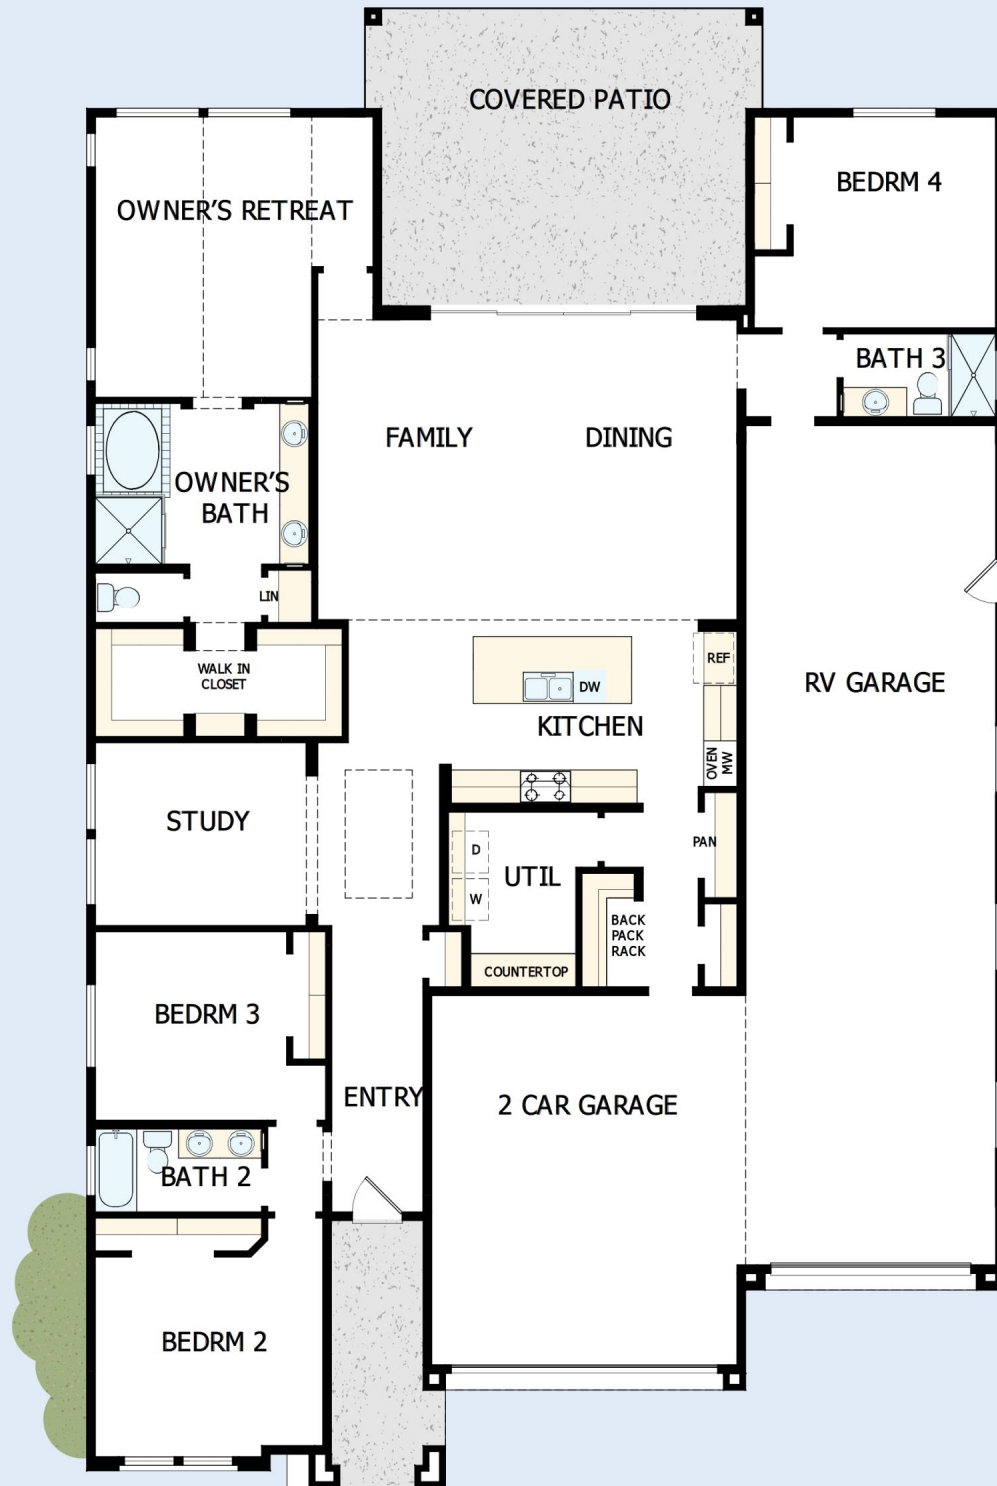 COVERED PATIO
BEDRM 4
OWNER'S RETREAT
BATH 3
FAMILY
DINING
OWNER'S
BATH
LIN
WALK IN
CLOSET
REF
DW
KITCHEN
OVEN
MW
RV GARAGE
STUDY
D
W
UTIL
PAN
BACK
PACK
RACK
COUNTERTOP
BEDRM 3
ENTRY
2 CAR GARAGE
BATH 2
BEDRM 2